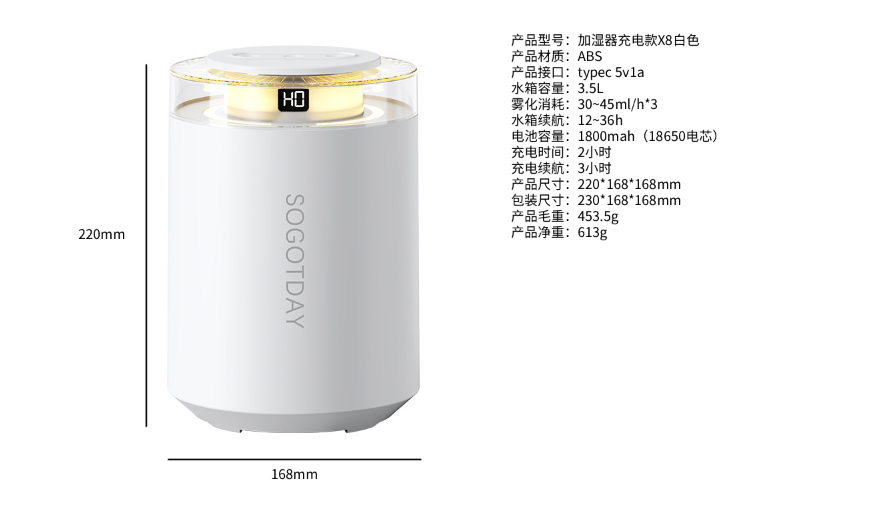 HO
SOGOTDAY
220mm
168mm
产品型号：加湿器充电款X8白色
产品材质：ABS
产品接口：typec 5v1a
水箱容量：3.5L
雾化消耗：30~45ml/h*3
水箱续航：12~36h
电池容量：1800mah（18650电芯）
充电时间：2小时
充电续航：3小时
产品尺寸：220*168*168mm
包装尺寸：230*168*168mm
产品毛重：453.5g
产品净重：613g